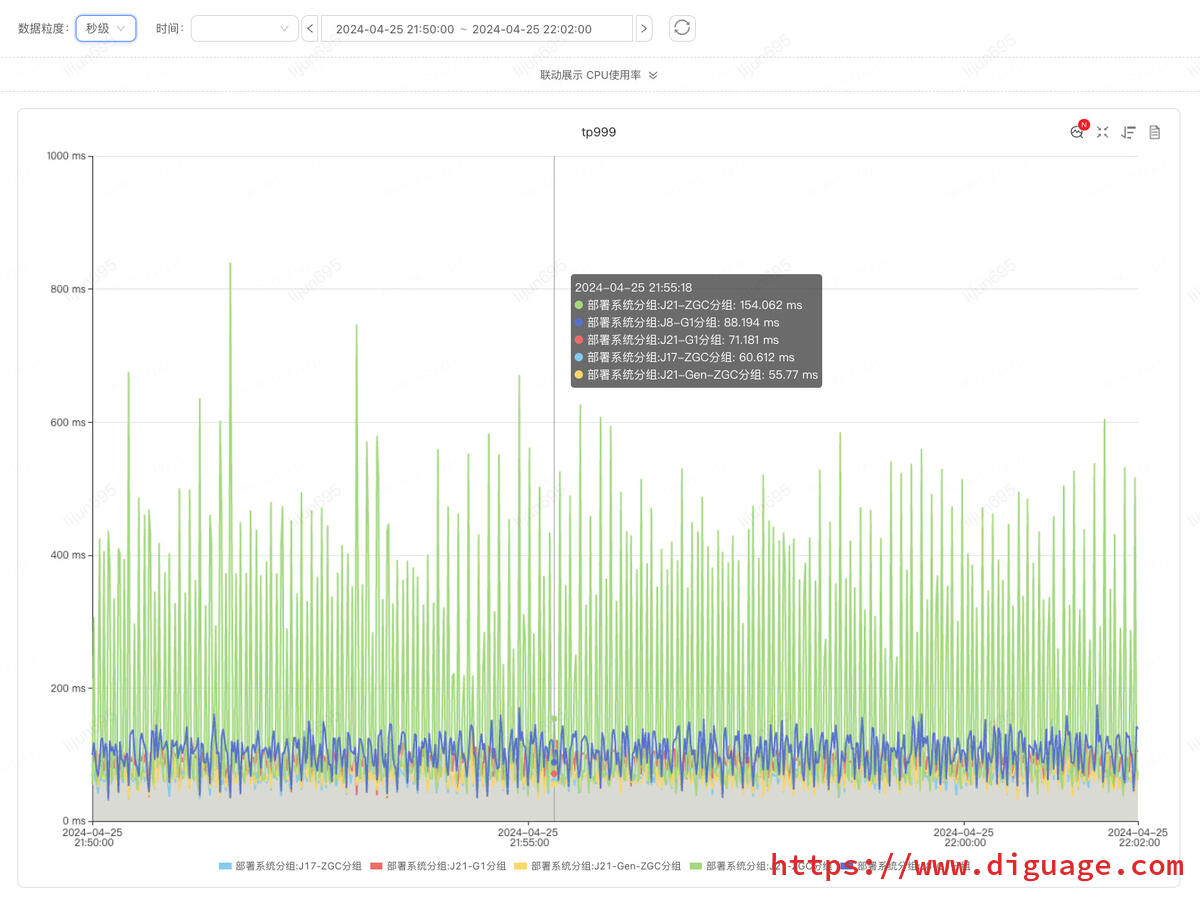 数据粒度: 秒级 时间: 2024-04-25 21:50:00 ~ 2024-04-25 22:02:00
联动展示 CPU使用率
tp999
N
1000 ms
800 ms
600 ms
400 ms
200 ms
0 ms
2024-04-25 21:55:18
部署系统分组:J21-ZGC分组: 154.062 ms
部署系统分组:J8-G1分组: 88.194 ms
部署系统分组:J21-G1分组: 71.181 ms
部署系统分组:J17-ZGC分组: 60.612 ms
部署系统分组:J21-Gen-ZGC分组: 55.77 ms
2024-04-25
21:50:00
2024-04-25
21:55:00
2024-04-25
22:00:00
2024-04-25
22:02:00
部署系统分组:J17-ZGC分组 部署系统分组:J21-G1分组 部署系统分组:J21-Gen-ZGC分组 部署系统分组:J21-ZGC分组
https://www.diguage.com
lijun695